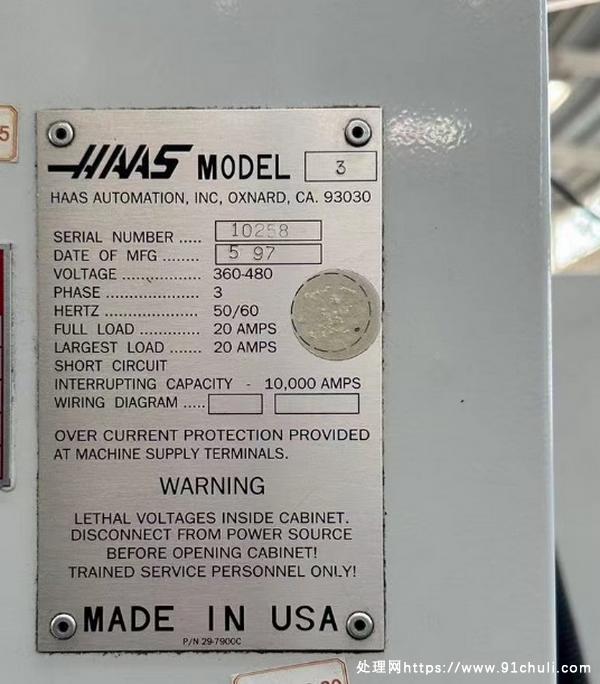 HAAS MODEL 3
HAAS AUTOMATION, INC, OXNARD, CA. 93030
SERIAL NUMBER ..... 10258
DATE OF MFG ........ 5 97
VOLTAGE ................ 360-480
PHASE .................... 3
HERTZ .................... 50/60
FULL LOAD ............. 20 AMPS
LARGEST LOAD ....... 20 AMPS
SHORT CIRCUIT
INTERRUPTING CAPACITY - 10,000 AMPS
WIRING DIAGRAM .....
OVER CURRENT PROTECTION PROVIDED
AT MACHINE SUPPLY TERMINALS.
WARNING
LETHAL VOLTAGES INSIDE CABINET.
DISCONNECT FROM POWER SOURCE
BEFORE OPENING CABINET!
TRAINED SERVICE PERSONNEL ONLY!
MADE IN USA
P/N 29-7900C
5
处理网https://www.91chuli.com